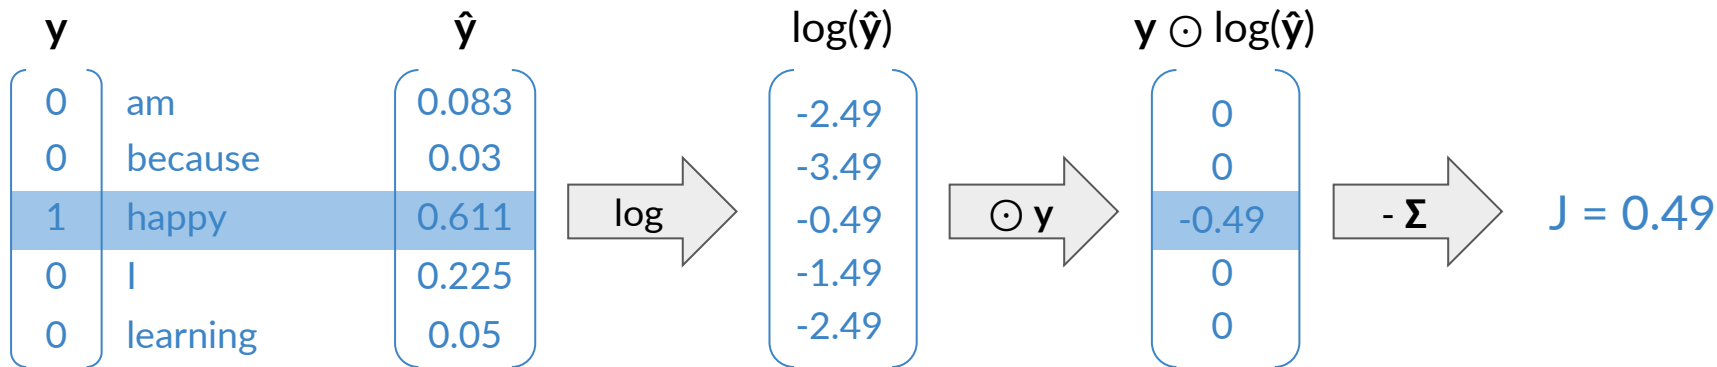 y ŷ log(ŷ) y ⊙ log(ŷ)
0 am 0.083 -2.49 0
0 because 0.03 -3.49 0
1 happy 0.611 log -0.49 ⊙ y -0.49 - Σ J = 0.49
0 I 0.225 -1.49 0
0 learning 0.05 -2.49 0